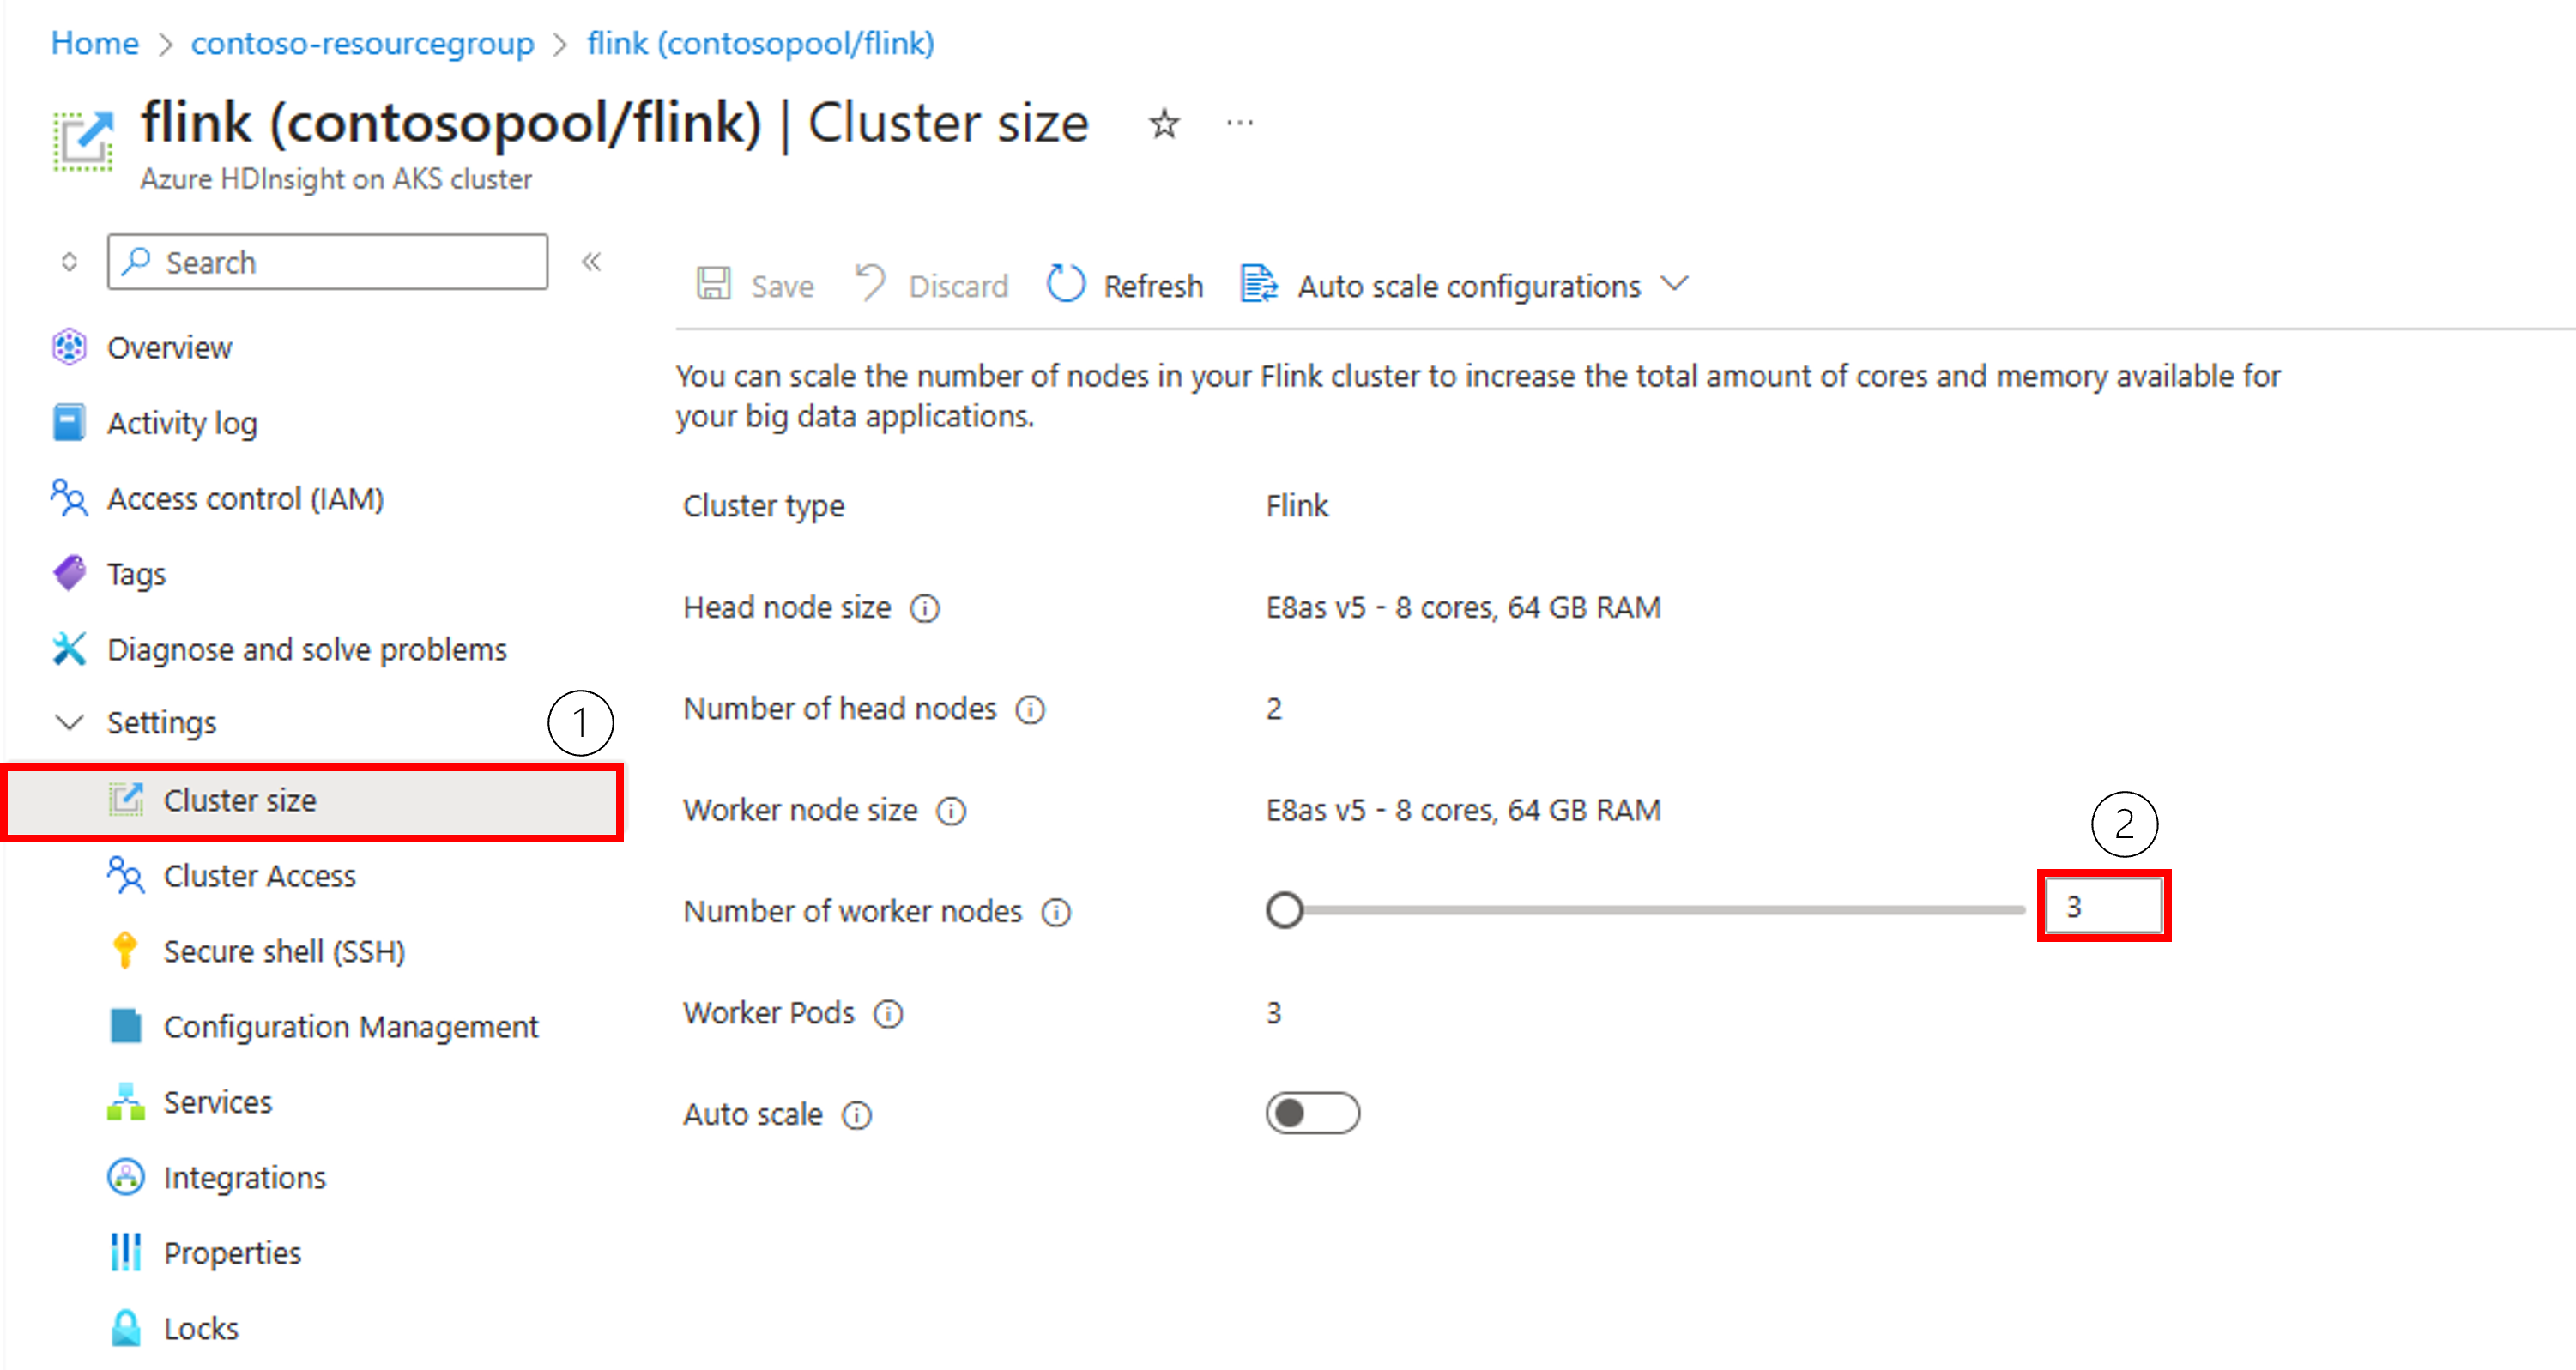 Home > contoso-resourcegroup > flink (contosopool/flink)
flink (contosopool/flink) | Cluster size
Azure HDInsight on AKS cluster
Search
Save Discard Refresh Auto scale configurations
Overview
Activity log
Access control (IAM)
Tags
Diagnose and solve problems
Settings
1
Cluster size
Cluster Access
Secure shell (SSH)
Configuration Management
Services
Integrations
Properties
Locks
You can scale the number of nodes in your Flink cluster to increase the total amount of cores and memory available for
your big data applications.
Cluster type Flink
Head node size E8as v5 - 8 cores, 64 GB RAM
Number of head nodes 2
Worker node size E8as v5 - 8 cores, 64 GB RAM
2
Number of worker nodes 3
Worker Pods 3
Auto scale